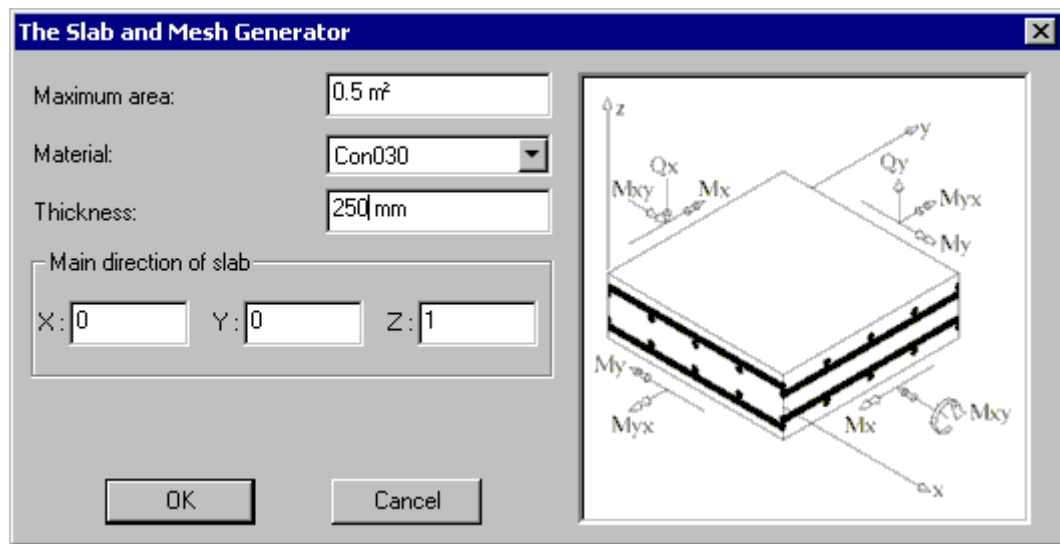 The Slab and Mesh Generator
Maximum area: 0.5 m²
Material: Con030
Thickness: 250 mm
Main direction of slab
X: 0 Y: 0 Z: 1
OK Cancel
z
y
Qx
Qy
Mxy Mx
Myx
My
My
Myx
Mx
Mxy
x